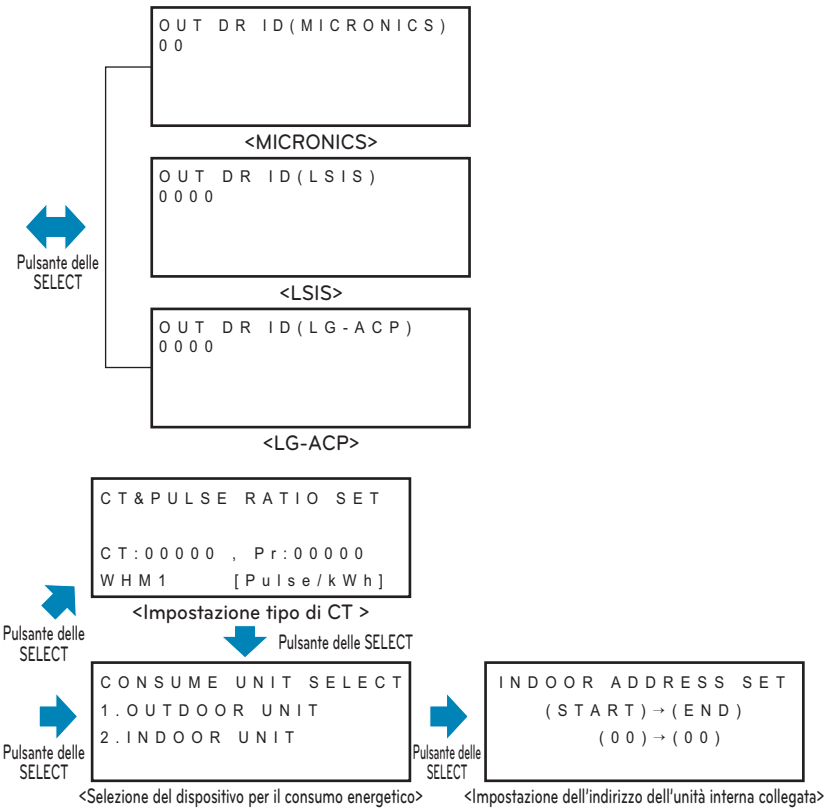 OUT DR ID(MICRONICS)
00
<MICRONICS>
OUT DR ID(LSIS)
0000
Pulsante delle
SELECT
<LSIS>
OUT DR ID(LG-ACP)
0000
<LG-ACP>
CT&PULSE RATIO SET
CT:00000 , Pr:00000
WHM1 [Pulse/kWh]
<Impostazione tipo di CT >
Pulsante delle
SELECT
Pulsante delle SELECT
CONSUME UNIT SELECT
1.OUTDOOR UNIT
2.INDOOR UNIT
Pulsante delle
SELECT
<Selezione del dispositivo per il consumo energetico>
Pulsante delle
SELECT
INDOOR ADDRESS SET
(START)→(END)
(00)→(00)
<Impostazione dell'indirizzo dell'unità interna collegata>